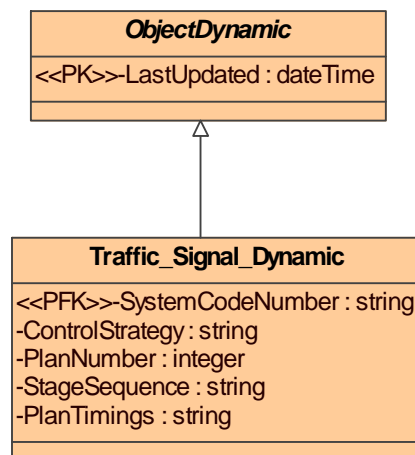 ObjectDynamic
<<PK>>-LastUpdated : dateTime
Traffic_Signal_Dynamic
<<PFK>>-SystemCodeNumber : string
-ControlStrategy : string
-PlanNumber : integer
-StageSequence : string
-PlanTimings : string